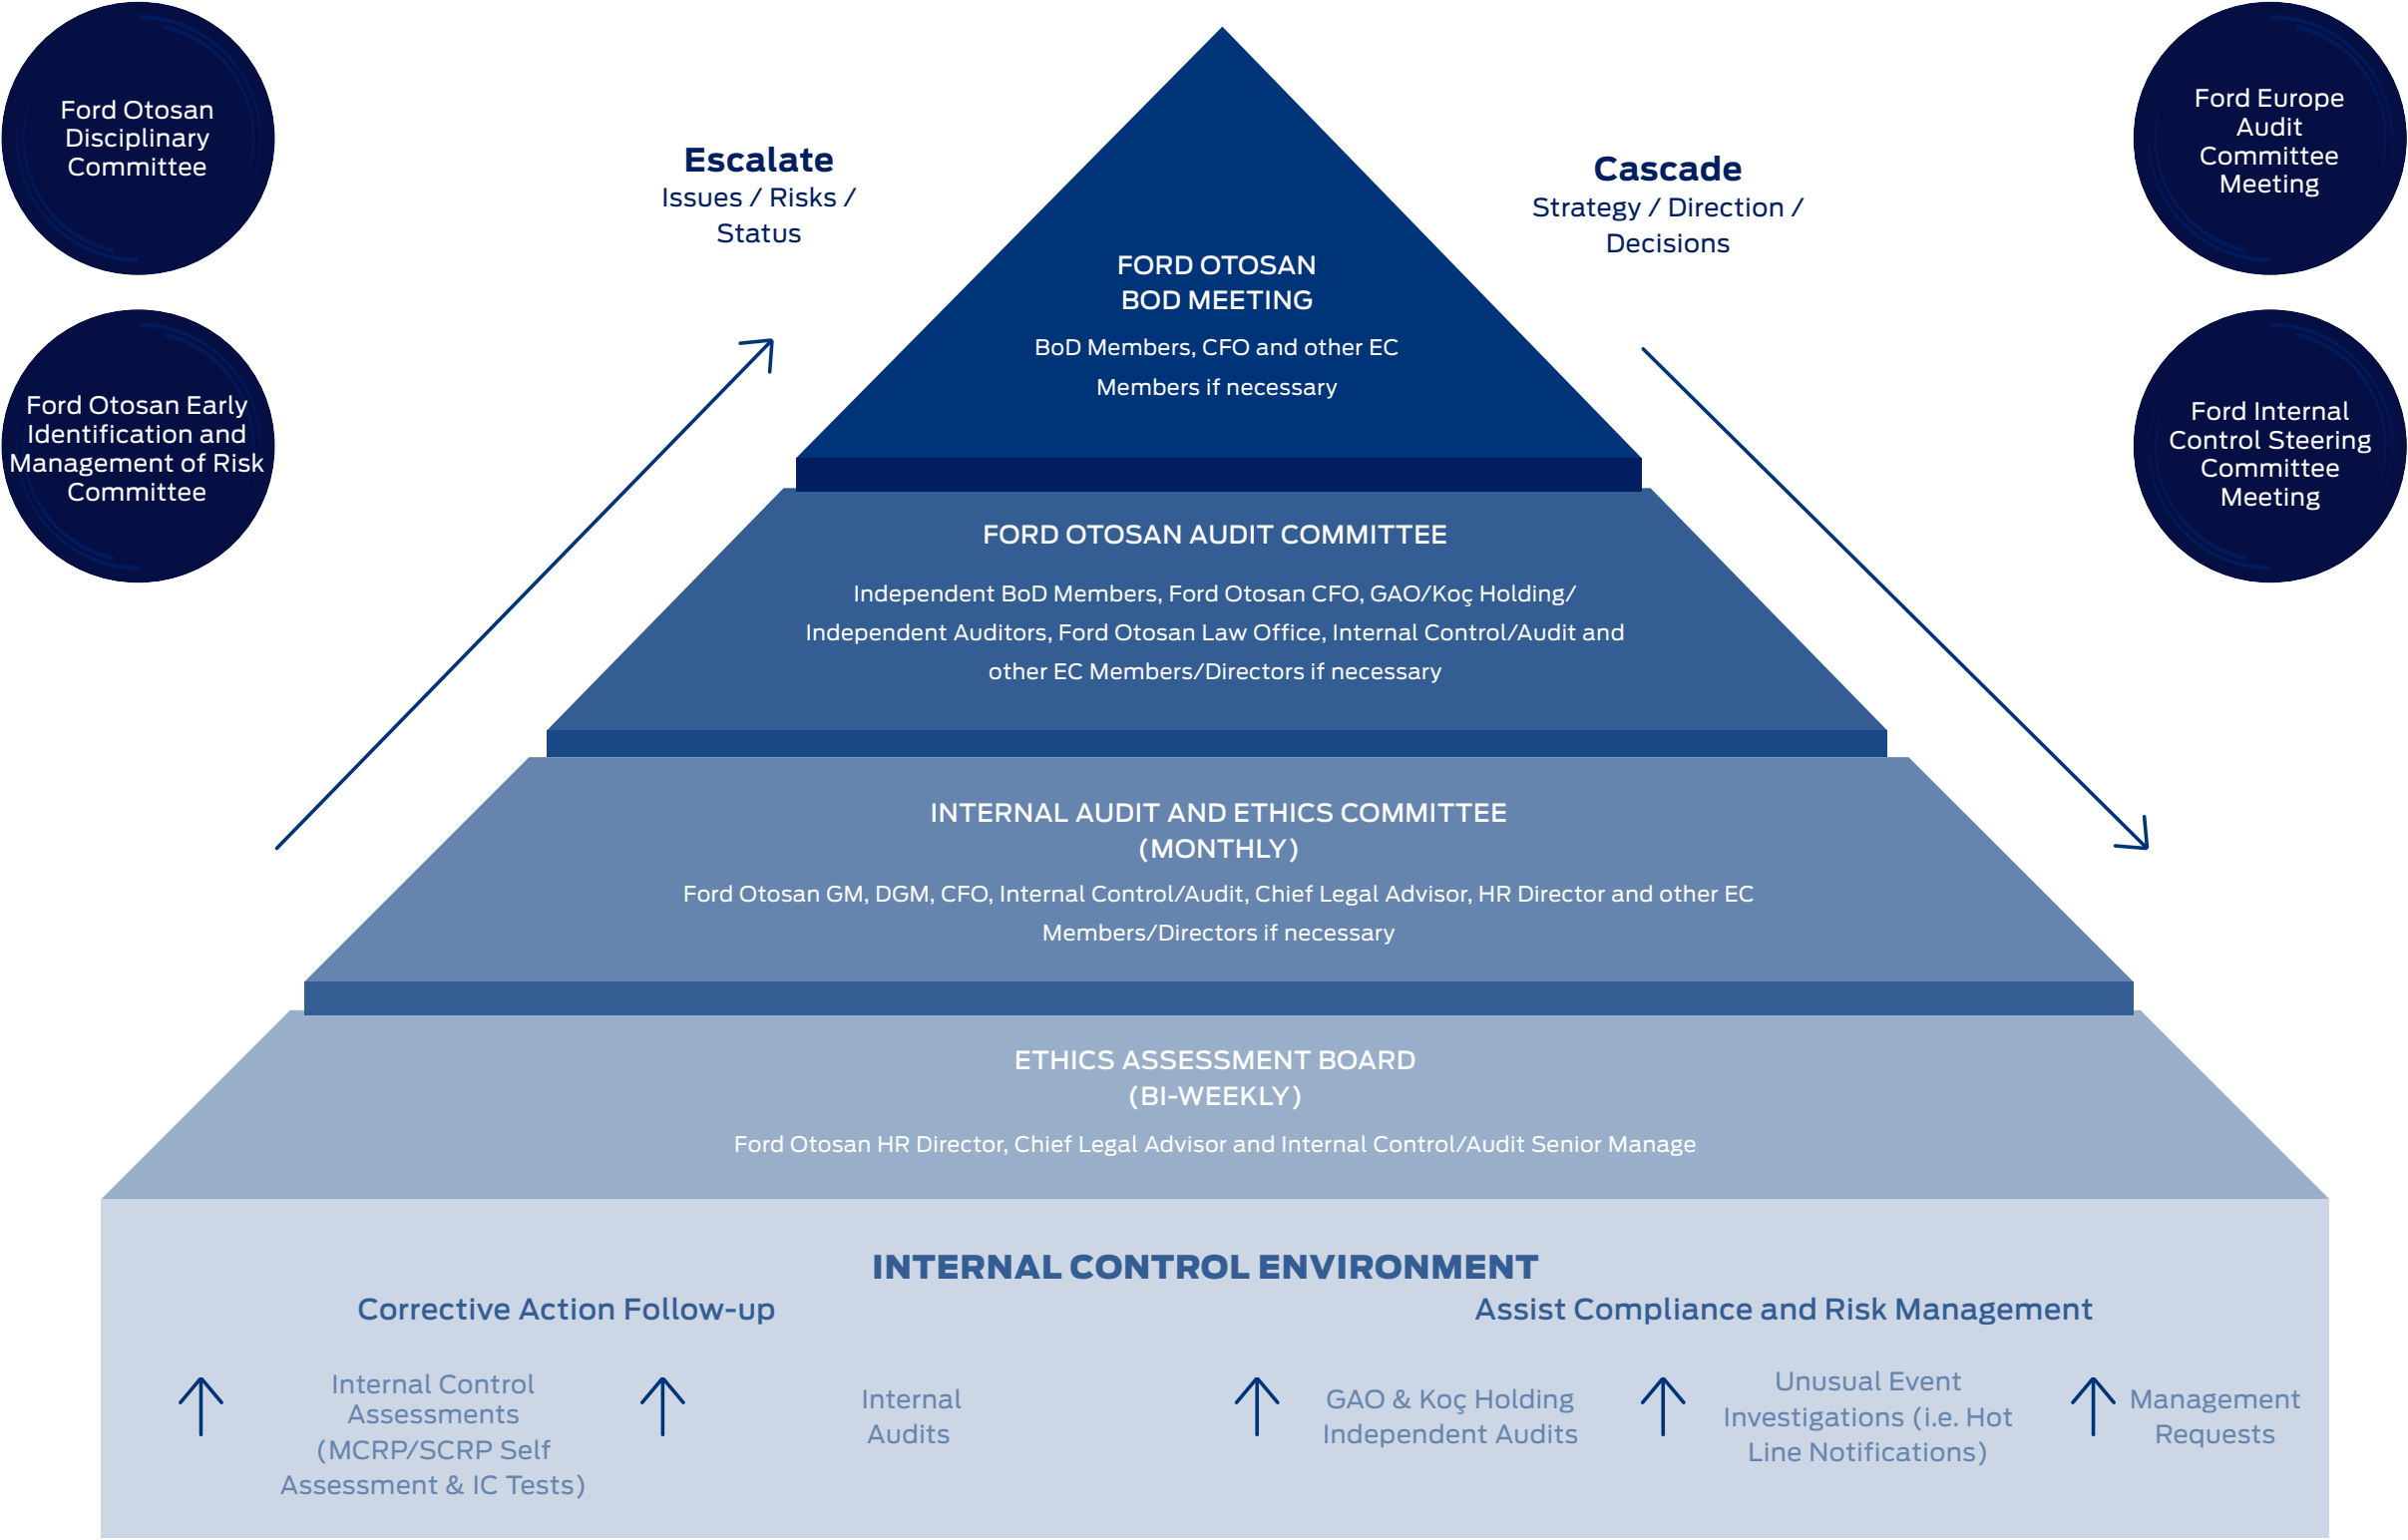 Ford Otosan
Disciplinary
Committee
Ford Otosan Early
Identification and
Management of Risk
Committee
Escalate
Issues / Risks /
Status
Cascade
Strategy / Direction /
Decisions
Ford Europe
Audit
Committee
Meeting
Ford Internal
Control Steering
Committee
Meeting
FORD OTOSAN
BOD MEETING
BoD Members, CFO and other EC
Members if necessary
FORD OTOSAN AUDIT COMMITTEE
Independent BoD Members, Ford Otosan CFO, GAO/Koç Holding/
Independent Auditors, Ford Otosan Law Office, Internal Control/Audit and
other EC Members/Directors if necessary
INTERNAL AUDIT AND ETHICS COMMITTEE
(MONTHLY)
Ford Otosan GM, DGM, CFO, Internal Control/Audit, Chief Legal Advisor, HR Director and other EC
Members/Directors if necessary
ETHICS ASSESSMENT BOARD
(BI-WEEKLY)
Ford Otosan HR Director, Chief Legal Advisor and Internal Control/Audit Senior Manage
INTERNAL CONTROL ENVIRONMENT
Corrective Action Follow-up
Assist Compliance and Risk Management
Internal Control
Assessments
(MCRP/SCRP Self
Assessment & IC Tests)
Internal
Audits
GAO & Koç Holding
Independent Audits
Unusual Event
Investigations (i.e. Hot
Line Notifications)
Management
Requests